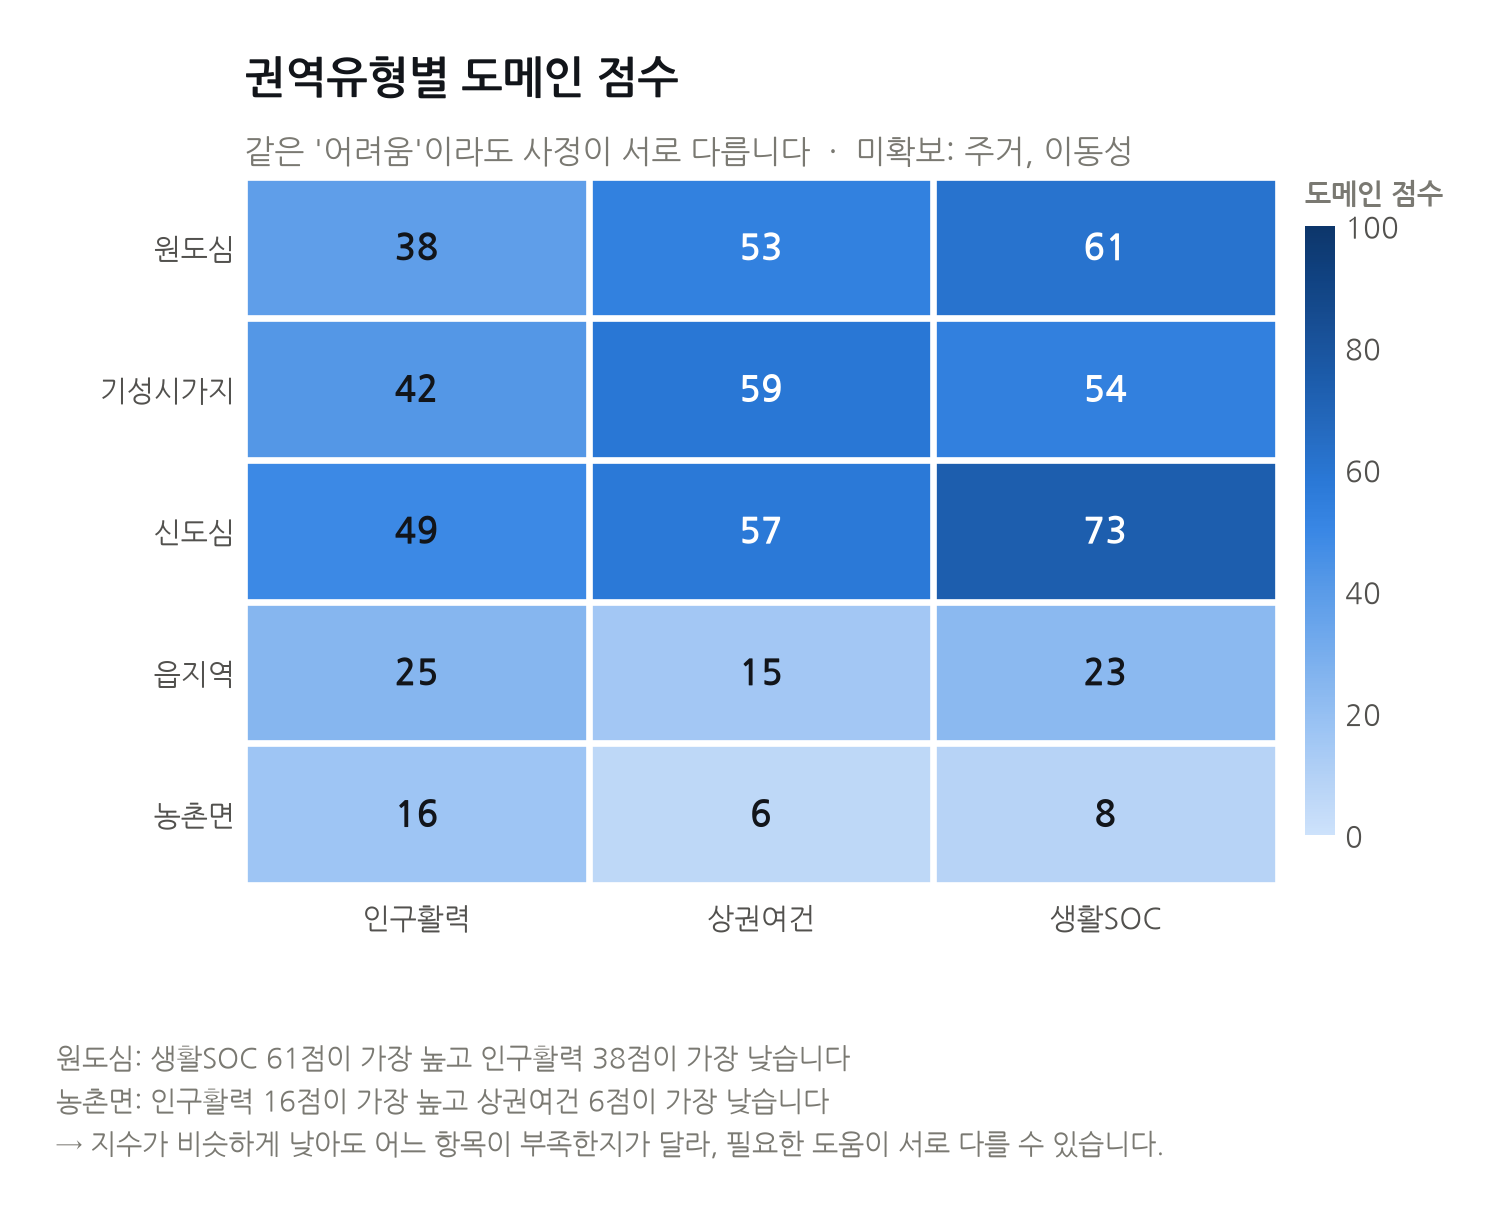 권역유형별 도메인 점수
같은 '어려움'이라도 사정이 서로 다릅니다 · 미확보: 주거, 이동성
도메인 점수
100
80
60
40
20
0
원도심 38 53 61
기성시가지 42 59 54
신도심 49 57 73
읍지역 25 15 23
농촌면 16 6 8
인구활력 상권여건 생활SOC
원도심: 생활SOC 61점이 가장 높고 인구활력 38점이 가장 낮습니다
농촌면: 인구활력 16점이 가장 높고 상권여건 6점이 가장 낮습니다
→ 지수가 비슷하게 낮아도 어느 항목이 부족한지가 달라, 필요한 도움이 서로 다를 수 있습니다.